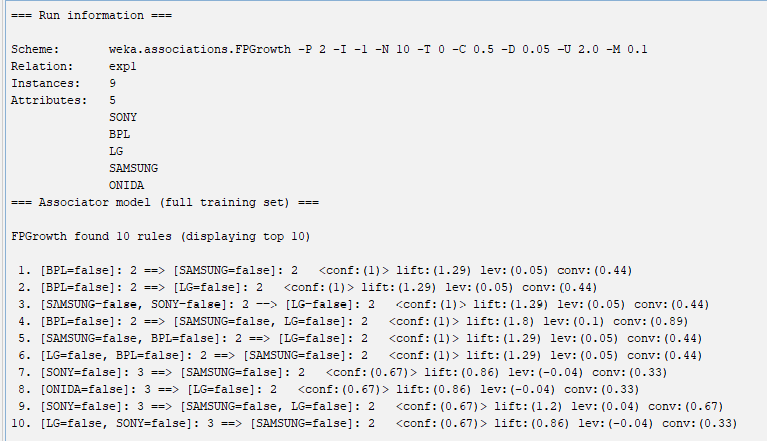 === Run information ===
Scheme: weka.associations.FPGrowth -P 2 -I -1 -N 10 -T 0 -C 0.5 -D 0.05 -U 2.0 -M 0.1
Relation: exp1
Instances: 9
Attributes: 5
SONY
BPL
LG
SAMSUNG
ONIDA
=== Associator model (full training set) ===
FPGrowth found 10 rules (displaying top 10)
1. [BPL=false]: 2 ==> [SAMSUNG=false]: 2 <conf:(1)> lift:(1.29) lev:(0.05) conv:(0.44)
2. [BPL=false]: 2 ==> [LG=false]: 2 <conf:(1)> lift:(1.29) lev:(0.05) conv:(0.44)
3. [SAMSUNG=false, SONY=false]: 2 ==> [LG=false]: 2 <conf:(1)> lift:(1.29) lev:(0.05) conv:(0.44)
4. [BPL=false]: 2 ==> [SAMSUNG=false, LG=false]: 2 <conf:(1)> lift:(1.8) lev:(0.1) conv:(0.89)
5. [SAMSUNG=false, BPL=false]: 2 ==> [LG=false]: 2 <conf:(1)> lift:(1.29) lev:(0.05) conv:(0.44)
6. [LG=false, BPL=false]: 2 ==> [SAMSUNG=false]: 2 <conf:(1)> lift:(1.29) lev:(0.05) conv:(0.44)
7. [SONY=false]: 3 ==> [SAMSUNG=false]: 2 <conf:(0.67)> lift:(0.86) lev:(-0.04) conv:(0.33)
8. [ONIDA=false]: 3 ==> [LG=false]: 2 <conf:(0.67)> lift:(0.86) lev:(-0.04) conv:(0.33)
9. [SONY=false]: 3 ==> [SAMSUNG=false, LG=false]: 2 <conf:(0.67)> lift:(1.2) lev:(0.04) conv:(0.67)
10. [LG=false, SONY=false]: 3 ==> [SAMSUNG=false]: 2 <conf:(0.67)> lift:(0.86) lev:(-0.04) conv:(0.33)